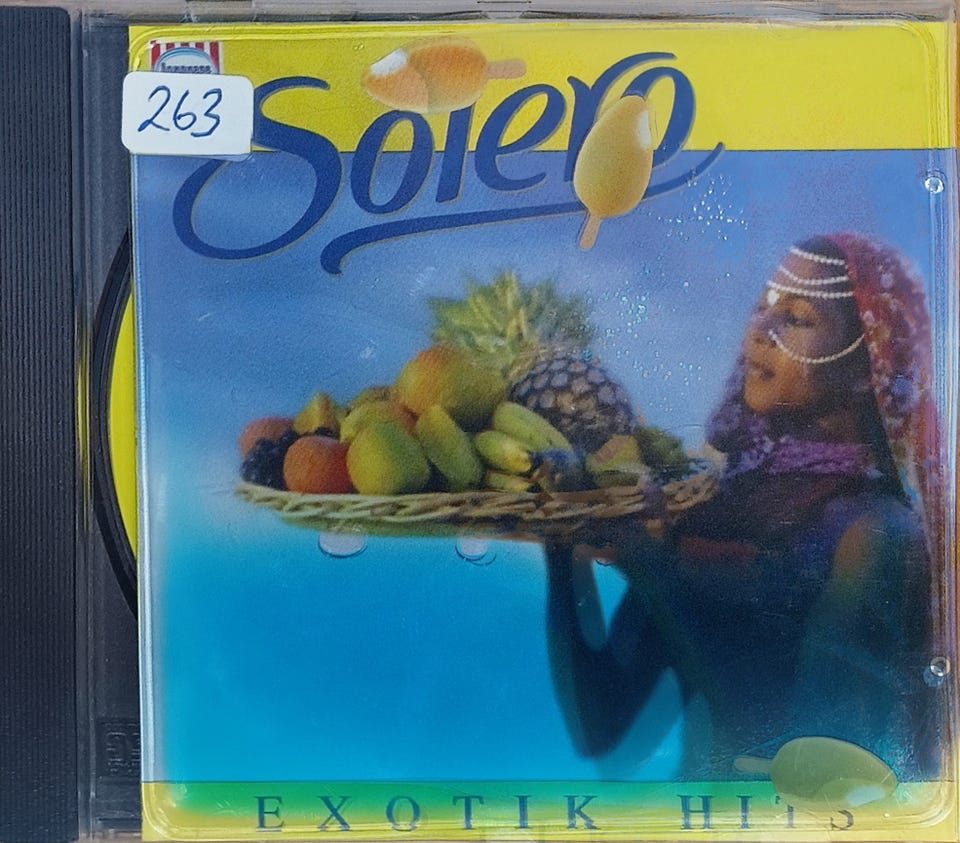 263
Solero
EXOTIK HITS